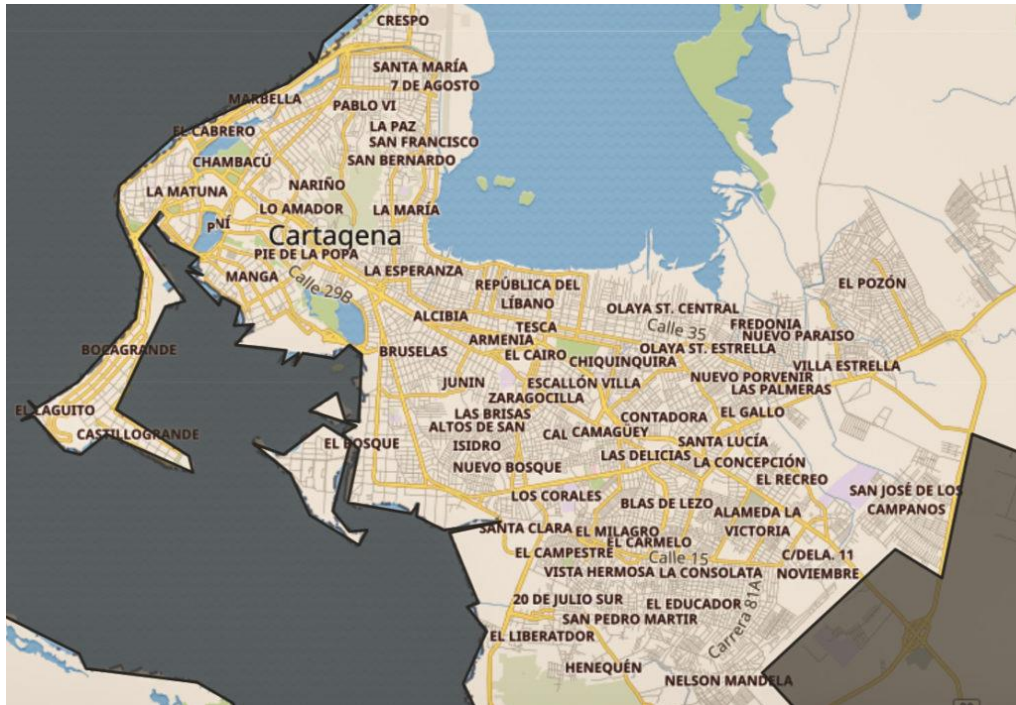 CRESPO
SANTA MARÍA
7 DE AGOSTO
MARBELLA
PABLO VI
EL CABRERO
LA PAZ
SAN FRANCISCO
CHAMBACÚ
SAN BERNARDO
LA MATUNA
NARIÑO
LO AMADOR
LA MARÍA
NÍ
Cartagena
PIE DE LA POPA
MANGA
Calle 29B
LA ESPERANZA
REPÚBLICA DEL
LÍBANO
EL POZÓN
ALCIBIA
OLAYA ST. CENTRAL
TESCA
Calle 35
FREDONIA
NUEVO PARAISO
ARMENIA
BOCAGRANDE
BRUSELAS
EL CAIRO
CHIQUINQUIRA
OLAYA ST. ESTRELLA
VILLA ESTRELLA
JUNIN
ESCALLÓN VILLA
NUEVO PORVENIR
LAS PALMERAS
ZARAGOCILLA
EL LAGUITO
LAS BRISAS
CONTADORA
EL GALLO
ALTOS DE SAN
ISIDRO
CASTILLOGRANDE
EL BOSQUE
CAL
CAMAGÜEY
SANTA LUCÍA
LAS DELICIAS
LA CONCEPCIÓN
NUEVO BOSQUE
EL RECREO
LOS CORALES
BLAS DE LEZO
SAN JOSÉ DE LOS
CAMPANOS
ALAMEDA LA
VICTORIA
SANTA CLARA
EL MILAGRO
EL CARMELO
EL CAMPESTRE
Calle 15
C/DELA. 11
NOVIEMBRE
VISTA HERMOSA
LA CONSOLATA
20 DE JULIO SUR
EL EDUCADOR
Carrera 81A
SAN PEDRO MARTIR
EL LIBERATDOR
HENEQUÉN
NELSON MANDELA